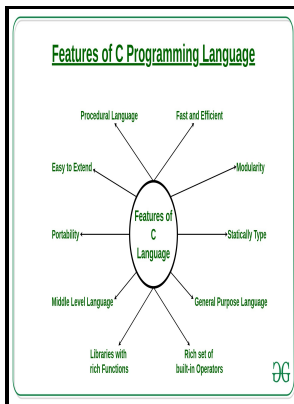 Features of C Programming Language
Procedural Language
Fast and Efficient
Easy to Extend
Modularity
Features of
C
Language
Portability
Statically Type
Middle Level Language
General Purpose Language
Libraries with
rich Functions
Rich set of
built-in Operators